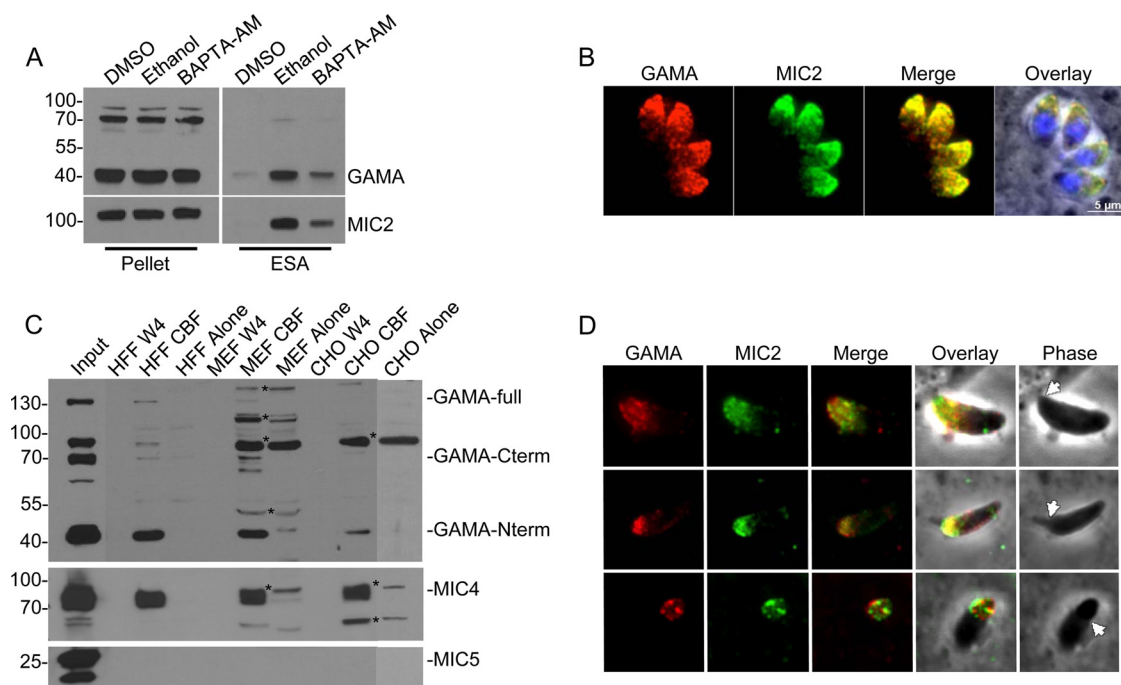 A
DMSO
Ethanol
BAPTA-AM
DMSO
Ethanol
BAPTA-AM
100-
70-
55-
40-
GAMA
100-
MIC2
Pellet
ESA
B
GAMA MIC2 Merge Overlay
5 µm
C
Input
HFF W4
HFF CBF
HFF Alone
MEF W4
MEF CBF
MEF Alone
CHO W4
CHO CBF
CHO Alone
130-
100-
70-
55-
40-
* * * * *
-GAMA-full
-GAMA-Cterm
-GAMA-Nterm
100-
70-
* * *
-MIC4
25-
-MIC5
D
GAMA MIC2 Merge Overlay Phase